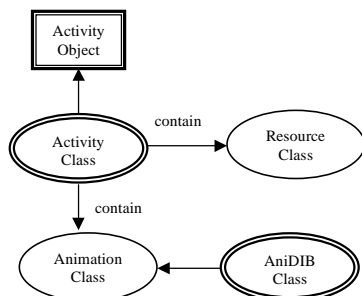 Activity
Object
Activity
Class
contain
Resource
Class
contain
Animation
Class
AniDIB
Class